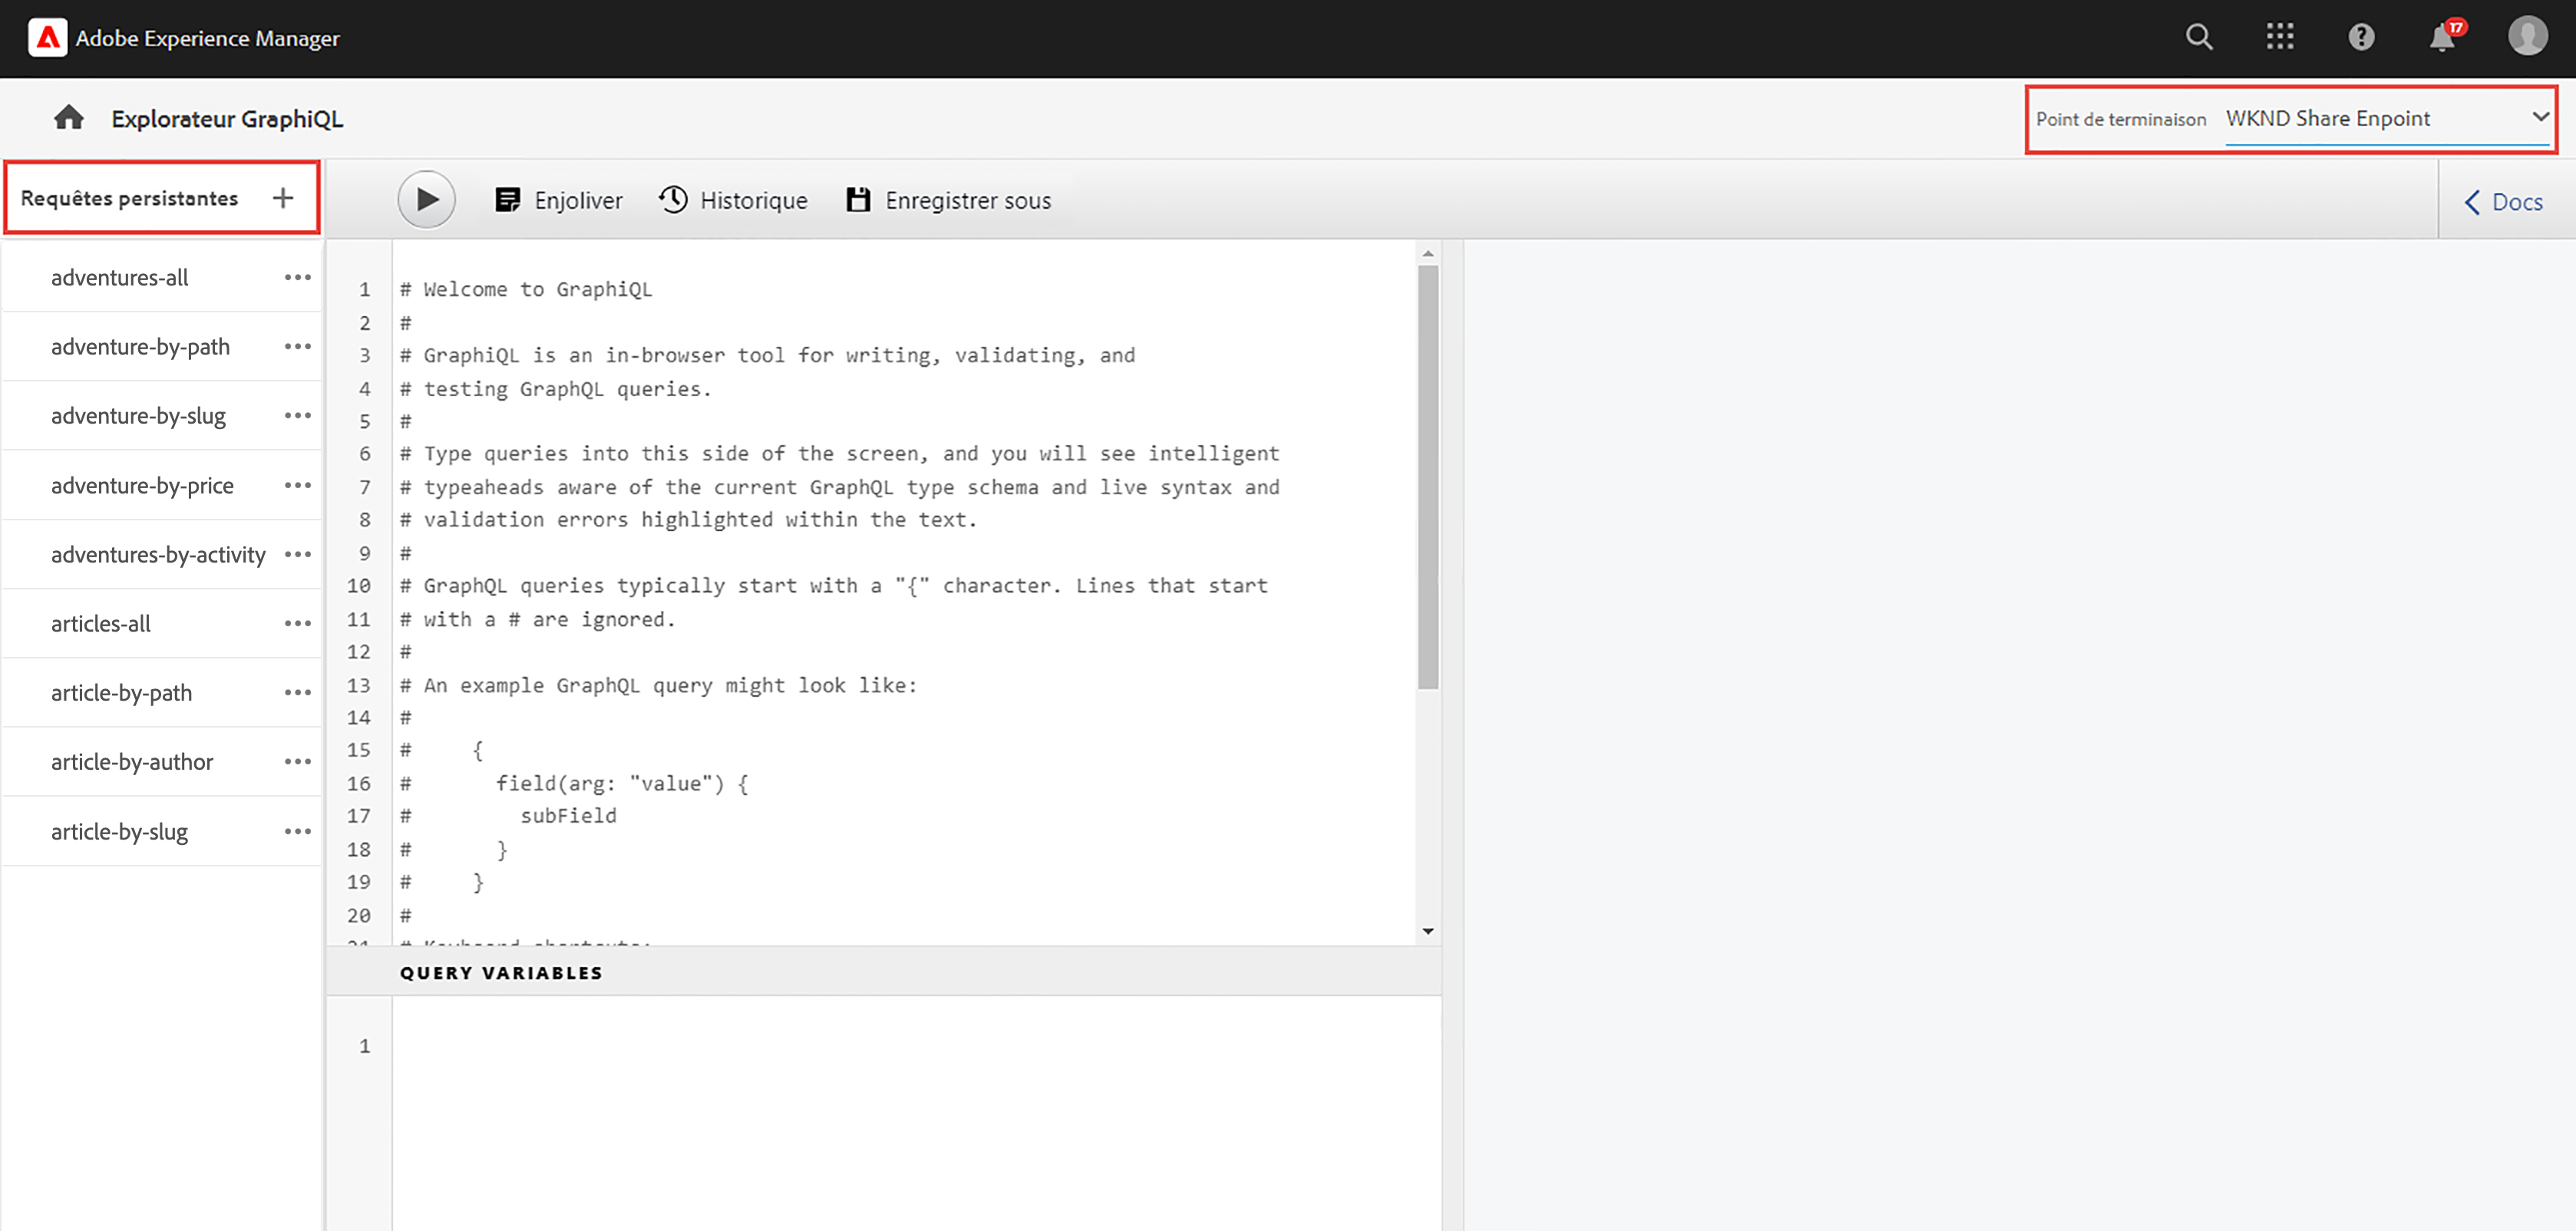 Adobe Experience Manager
17
Explorateur GraphiQL
Point de terminaison WKND Share Enpoint
Requêtes persistantes +
Enjoliver Historique Enregistrer sous
Docs
adventures-all
adventure-by-path
adventure-by-slug
adventure-by-price
adventures-by-activity
articles-all
article-by-path
article-by-author
article-by-slug
1 # Welcome to GraphiQL
2 #
3 # GraphiQL is an in-browser tool for writing, validating, and
4 # testing GraphQL queries.
5 #
6 # Type queries into this side of the screen, and you will see intelligent
7 # typeaheads aware of the current GraphQL type schema and live syntax and
8 # validation errors highlighted within the text.
9 #
10 # GraphQL queries typically start with a "{" character. Lines that start
11 # with a # are ignored.
12 #
13 # An example GraphQL query might look like:
14 #
15 # {
16 # field(arg: "value") {
17 # subField
18 # }
19 # }
20 #
21 # Keyboard shortcuts:
QUERY VARIABLES
1